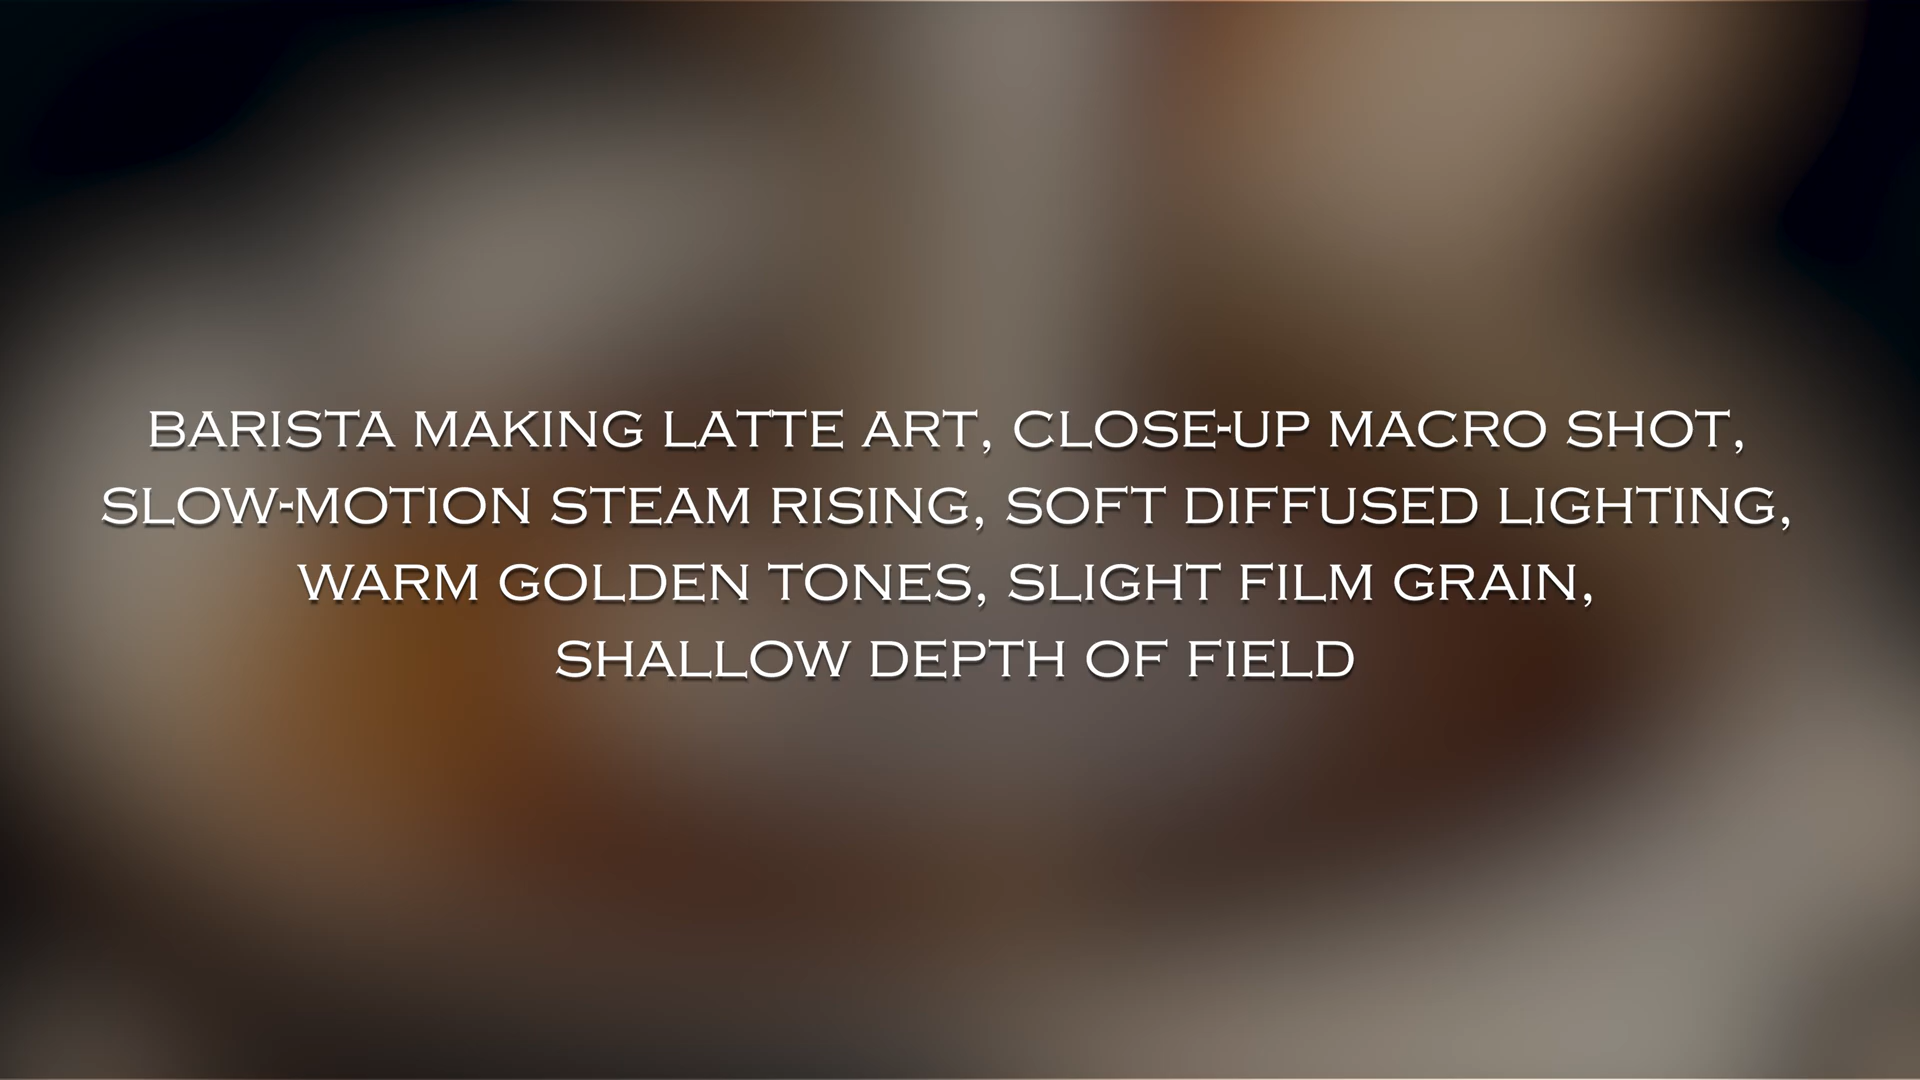 BARISTA MAKING LATTE ART, CLOSE-UP MACRO SHOT,
SLOW-MOTION STEAM RISING, SOFT DIFFUSED LIGHTING,
WARM GOLDEN TONES, SLIGHT FILM GRAIN,
SHALLOW DEPTH OF FIELD